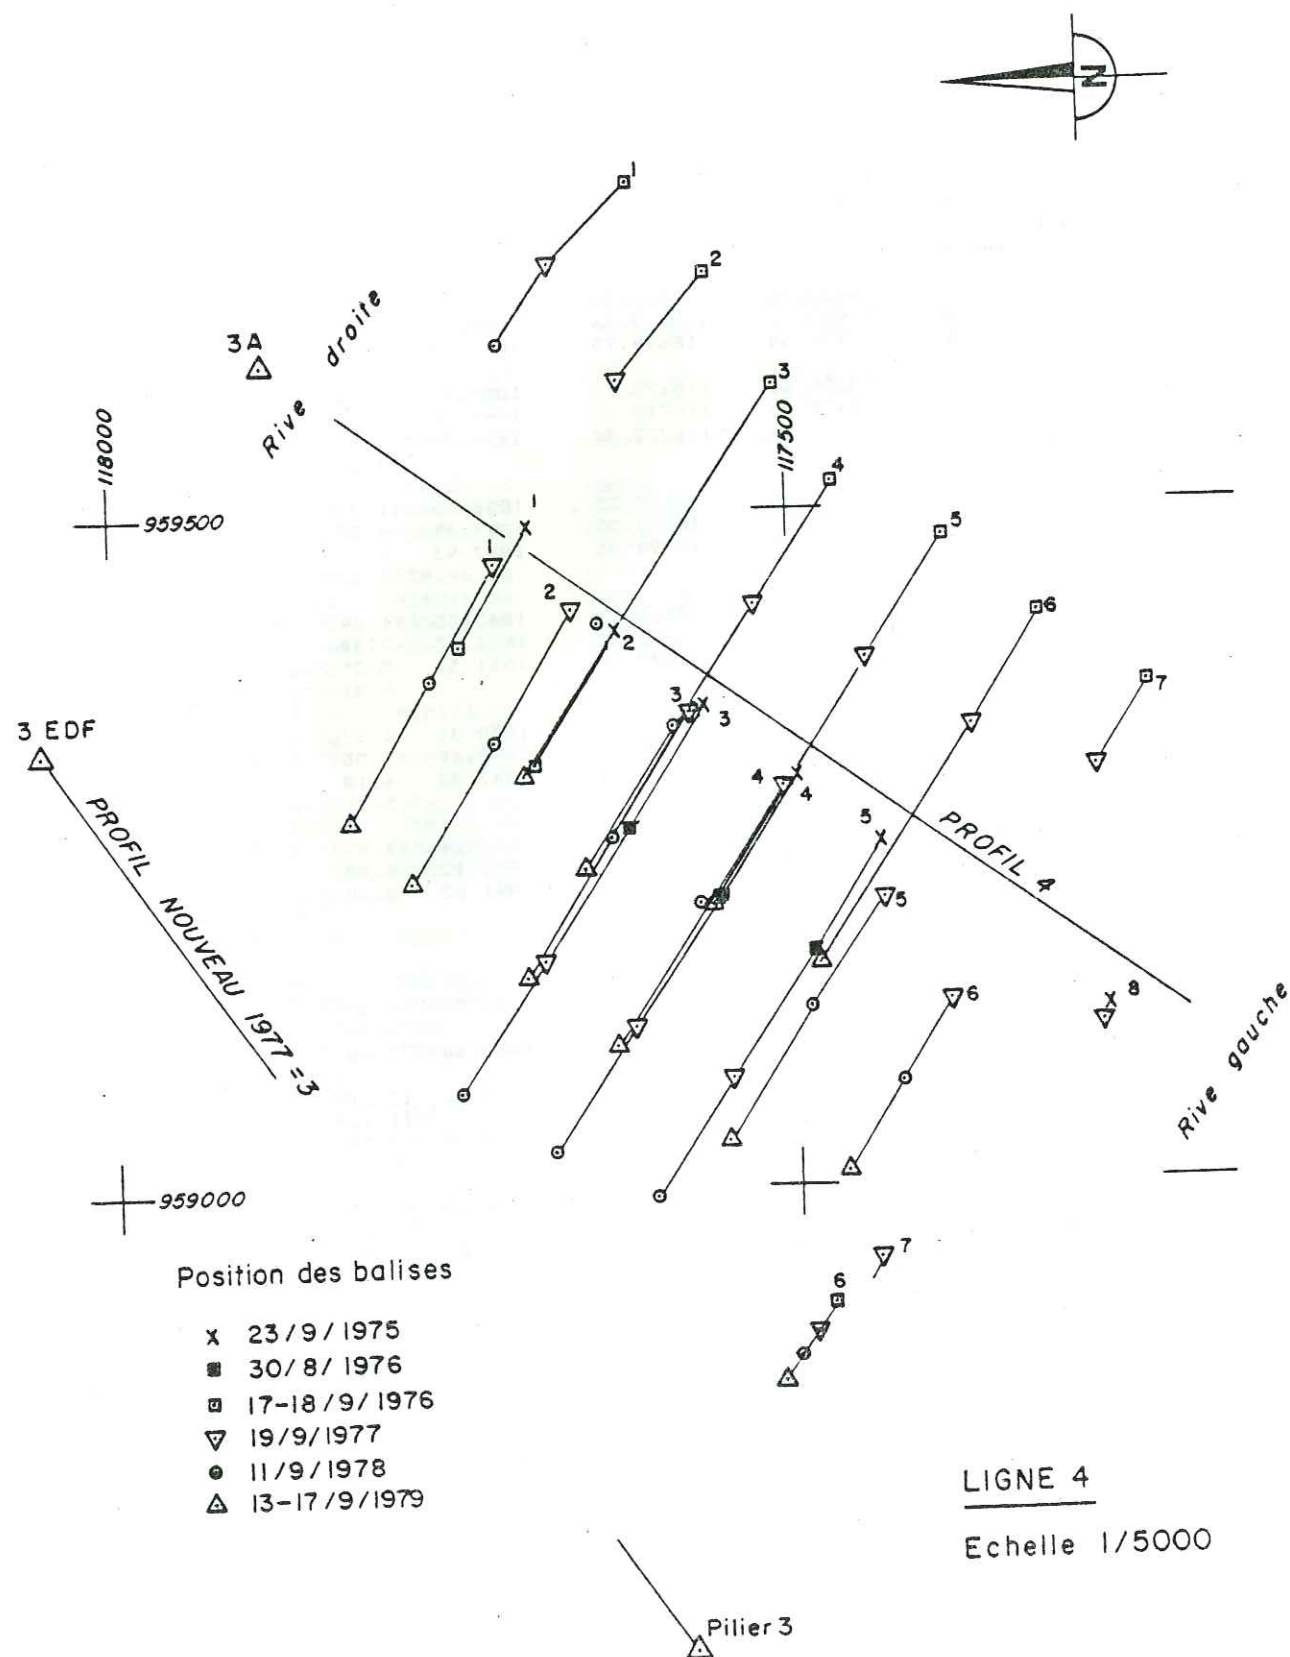 N
1
2
3 A
Rive droite
3
118000
117500
4
959500
1
5
1
2
6
2
7
3
3
3 EDF
4
4
5
PROFIL 4
PROFIL NOUVEAU 1977=3
5
6
8
Rive gauche
959000
7
6
Position des balises
23/9/1975
30/8/1976
17-18/9/1976
19/9/1977
11/9/1978
13-17/9/1979
LIGNE 4
Echelle 1/5000
Pilier 3